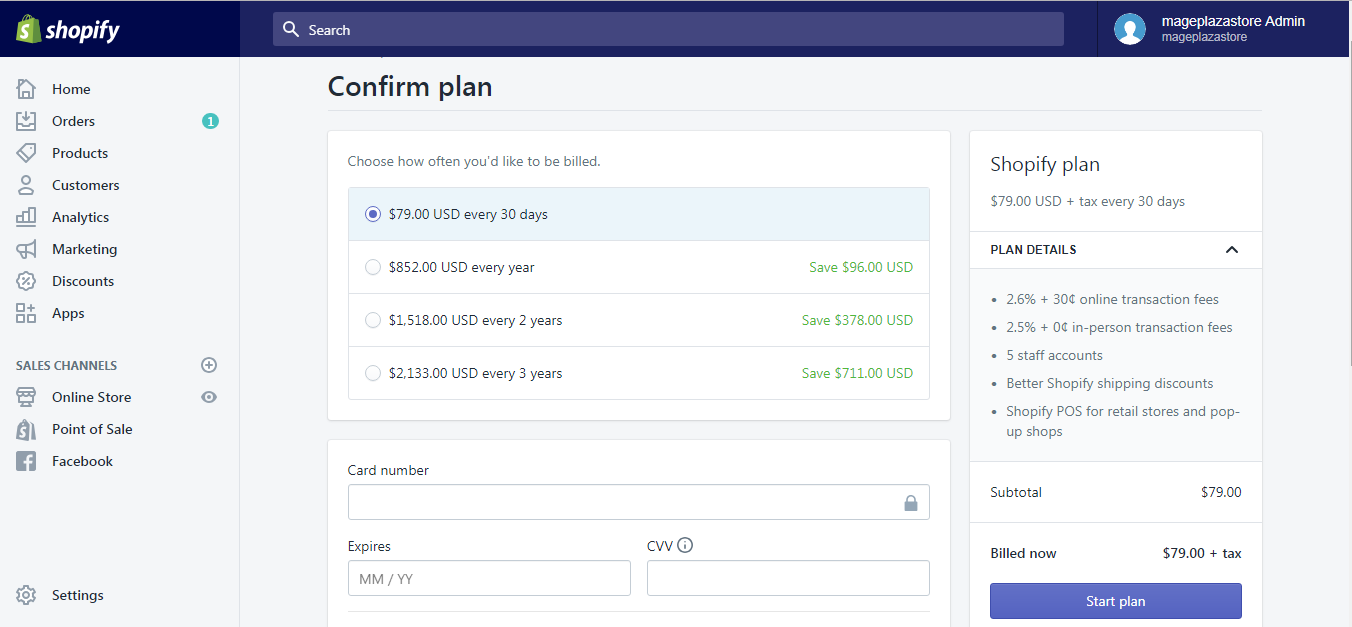 shopify
Search
mageplazastore Admin
mageplazastore
Home
Orders 1
Products
Customers
Analytics
Marketing
Discounts
Apps
SALES CHANNELS
Online Store
Point of Sale
Facebook
Settings
Confirm plan
Choose how often you'd like to be billed.
$79.00 USD every 30 days
$852.00 USD every year Save $96.00 USD
$1,518.00 USD every 2 years Save $378.00 USD
$2,133.00 USD every 3 years Save $711.00 USD
Card number
Expires
MM / YY
CVV
Shopify plan
$79.00 USD + tax every 30 days
PLAN DETAILS
• 2.6% + 30¢ online transaction fees
• 2.5% + 0¢ in-person transaction fees
• 5 staff accounts
• Better Shopify shipping discounts
• Shopify POS for retail stores and pop-
up shops
Subtotal $79.00
Billed now $79.00 + tax
Start plan